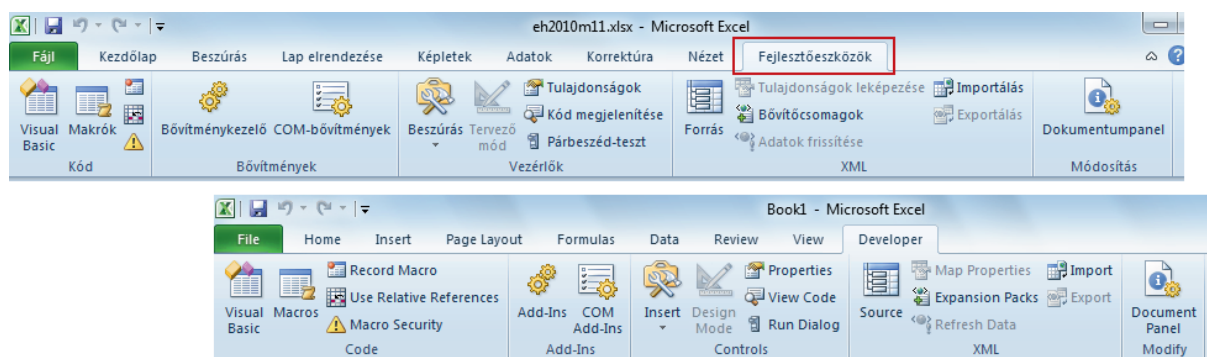 eh2010m11.xlsx - Microsoft Excel
Fájl Kezdőlap Beszúrás Lap elrendezése Képletek Adatok Korrektúra Nézet Fejlesztőeszközök
Visual Basic
Makrók
Kód
Bővítménykezelő
COM-bővítmények
Bővítmények
Beszúrás
Tervező mód
Tulajdonságok
Kód megjelenítése
Párbeszéd-teszt
Vezérlők
Forrás
Tulajdonságok leképezése
Bővítőcsomagok
Adatok frissítése
Importálás
Exportálás
XML
Dokumentumpanel
Módosítás
Book1 - Microsoft Excel
File Home Insert Page Layout Formulas Data Review View Developer
Visual Basic
Macros
Record Macro
Use Relative References
Macro Security
Code
Add-Ins
COM Add-Ins
Add-Ins
Insert
Design Mode
Properties
View Code
Run Dialog
Controls
Source
Map Properties
Expansion Packs
Refresh Data
Import
Export
XML
Document Panel
Modify